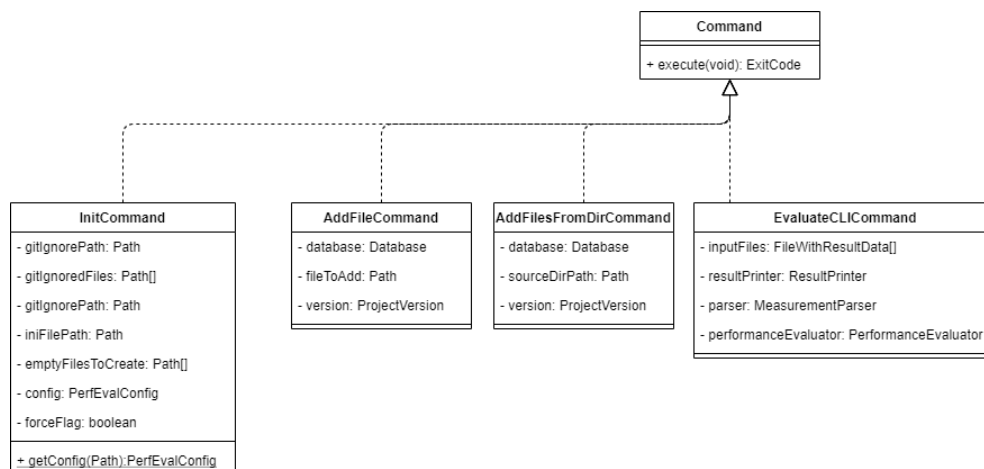 Command
+ execute(void): ExitCode
InitCommand
- gitIgnorePath: Path
- gitIgnoredFiles: Path[]
- gitIgnorePath: Path
- iniFilePath: Path
- emptyFilesToCreate: Path[]
- config: PerfEvalConfig
- forceFlag: boolean
+ getConfig(Path):PerfEvalConfig
AddFileCommand
- database: Database
- fileToAdd: Path
- version: ProjectVersion
AddFilesFromDirCommand
- database: Database
- sourceDirPath: Path
- version: ProjectVersion
EvaluateCLICommand
- inputFiles: FileWithResultData[]
- resultPrinter: ResultPrinter
- parser: MeasurementParser
- performanceEvaluator: PerformanceEvaluator